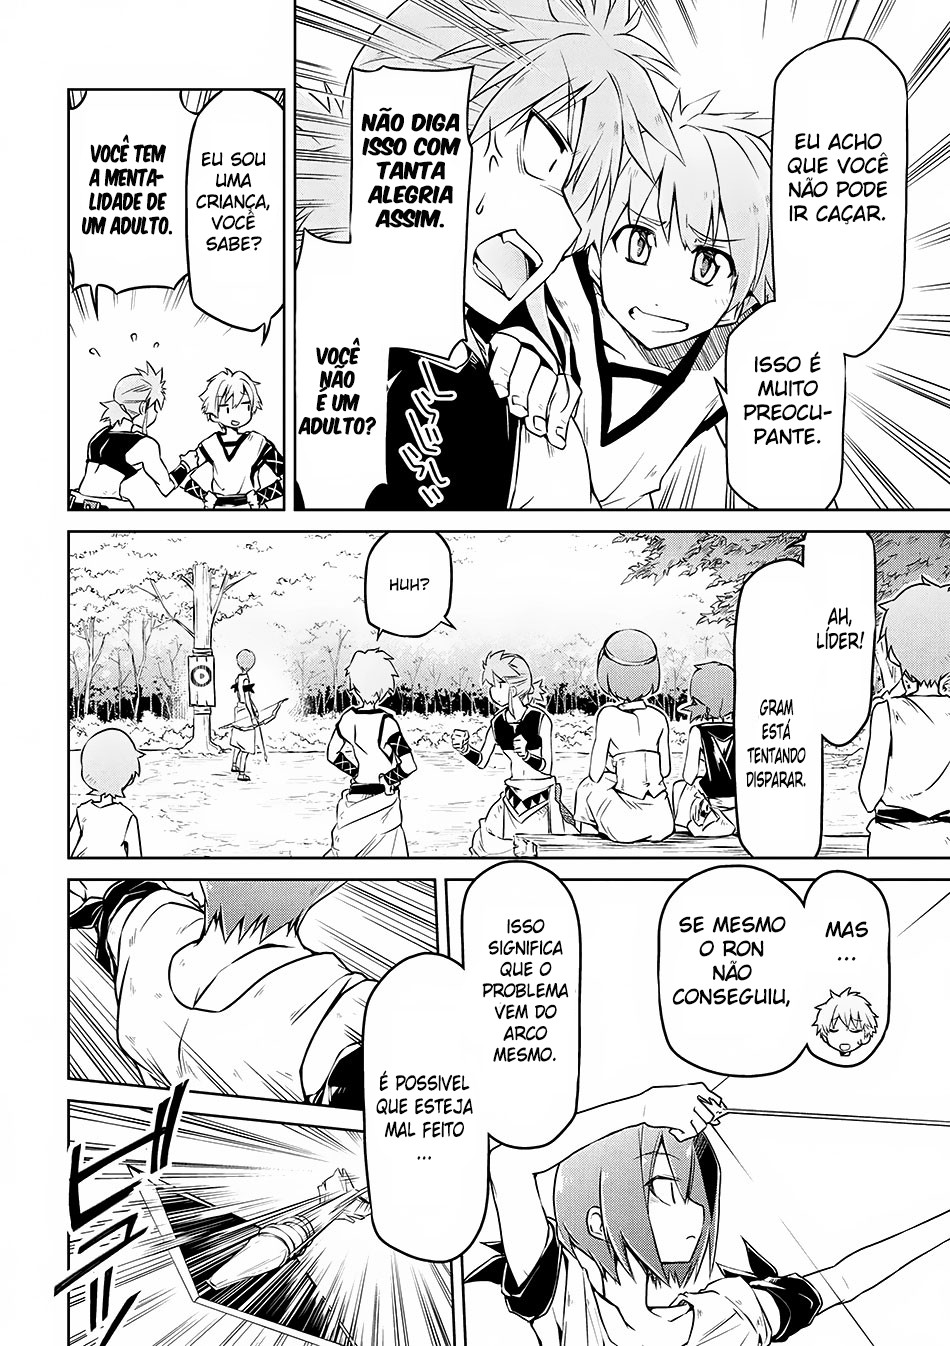 EU ACHO
QUE VOCÊ
NÃO PODE
IR CAÇAR.
ISSO É
MUITO
PREOCU-
PANTE.
NÃO DIGA
ISSO COM
TANTA
ALEGRIA
ASSIM.
VOCÊ
NÃO
É UM
ADULTO?
EU SOU
UMA
CRIANÇA,
VOCÊ
SABE?
VOCÊ TEM
A MENTA-
LIDADE DE
UM ADULTO.
AH,
LÍDER!
GRAM
ESTÁ
TENTANDO
DISPARAR.
HUH?
MAS
...
SE MESMO
O RON
NÃO
CONSEGUIU,
ISSO
SIGNIFICA
QUE O
PROBLEMA
VEM DO
ARCO
MESMO.
É POSSIVEL
QUE ESTEJA
MAL FEITO
...